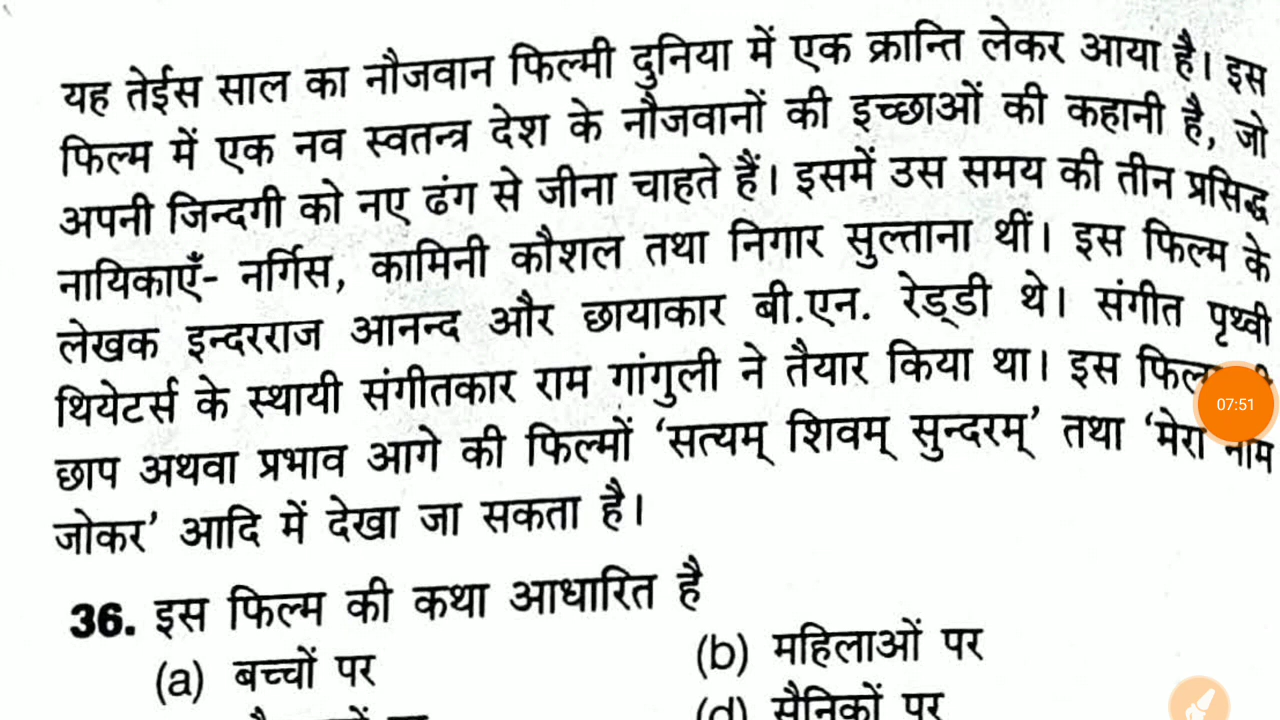 यह तेईस साल का नौजवान फिल्मी दुनिया में एक क्रान्ति लेकर आया है। इस
फिल्म में एक नव स्वतन्त्र देश के नौजवानों की इच्छाओं की कहानी है, जो
अपनी जिन्दगी को नए ढंग से जीना चाहते हैं। इसमें उस समय की तीन प्रसिद्ध
नायिकाएँ- नर्गिस, कामिनी कौशल तथा निगार सुल्ताना थीं। इस फिल्म के
लेखक इन्दरराज आनन्द और छायाकार बी.एन. रेड्डी थे। संगीत पृथ्वी
थियेटर्स के स्थायी संगीतकार राम गांगुली ने तैयार किया था। इस
07:51
छाप अथवा प्रभाव आगे की फिल्मों ‘सत्यम् शिवम् सुन्दरम्’ तथा ‘मेरा नाम
जोकर’ आदि में देखा जा सकता है।
36. इस फिल्म की कथा आधारित है
(a) बच्चों पर (b) महिलाओं पर
(d) सैनिकों पर